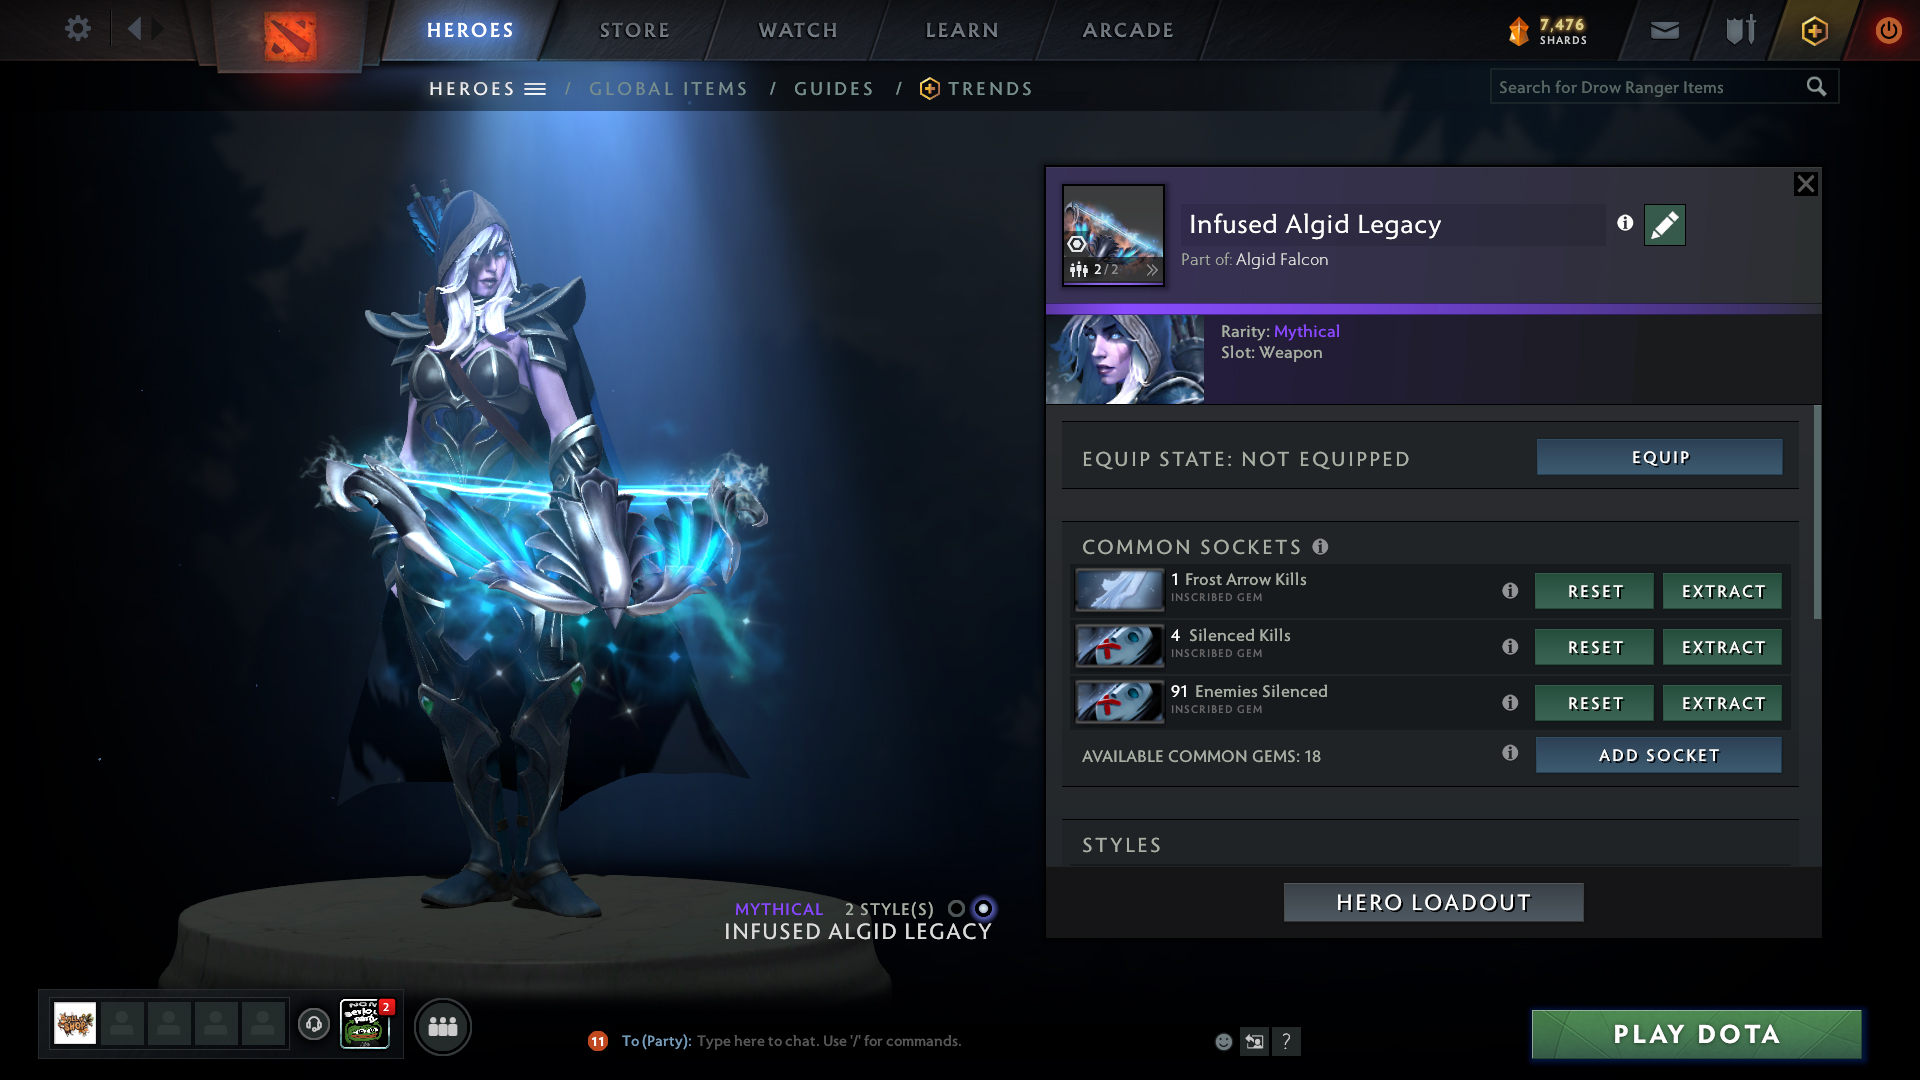 HEROES
STORE
WATCH
LEARN
ARCADE
7,476
SHARDS
HEROES / GLOBAL ITEMS / GUIDES / TRENDS
Search for Drow Ranger Items
Infused Algid Legacy
Part of: Algid Falcon
2/2
Rarity: Mythical
Slot: Weapon
EQUIP STATE: NOT EQUIPPED
EQUIP
COMMON SOCKETS
1 Frost Arrow Kills
INSCRIBED GEM
RESET
EXTRACT
4 Silenced Kills
INSCRIBED GEM
RESET
EXTRACT
91 Enemies Silenced
INSCRIBED GEM
RESET
EXTRACT
AVAILABLE COMMON GEMS: 18
ADD SOCKET
STYLES
HERO LOADOUT
MYTHICAL 2 STYLE(S)
INFUSED ALGID LEGACY
2
11
To (Party): Type here to chat. Use '/' for commands.
?
PLAY DOTA